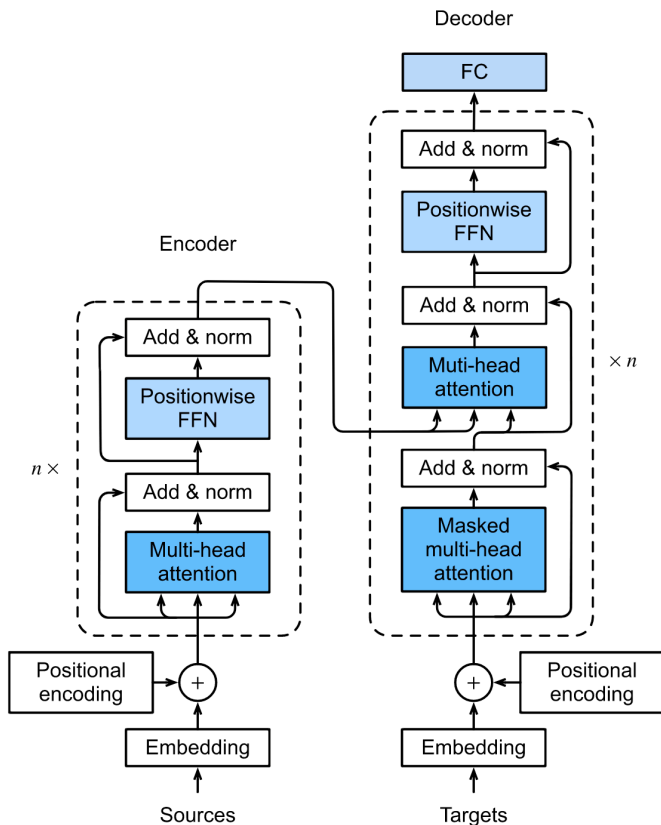 Decoder
FC
Add & norm
Positionwise
FFN
Add & norm
Muti-head
attention
× n
Add & norm
Masked
multi-head
attention
Positional
encoding
+
Embedding
Targets
Encoder
Add & norm
Positionwise
FFN
n ×
Add & norm
Multi-head
attention
Positional
encoding
+
Embedding
Sources